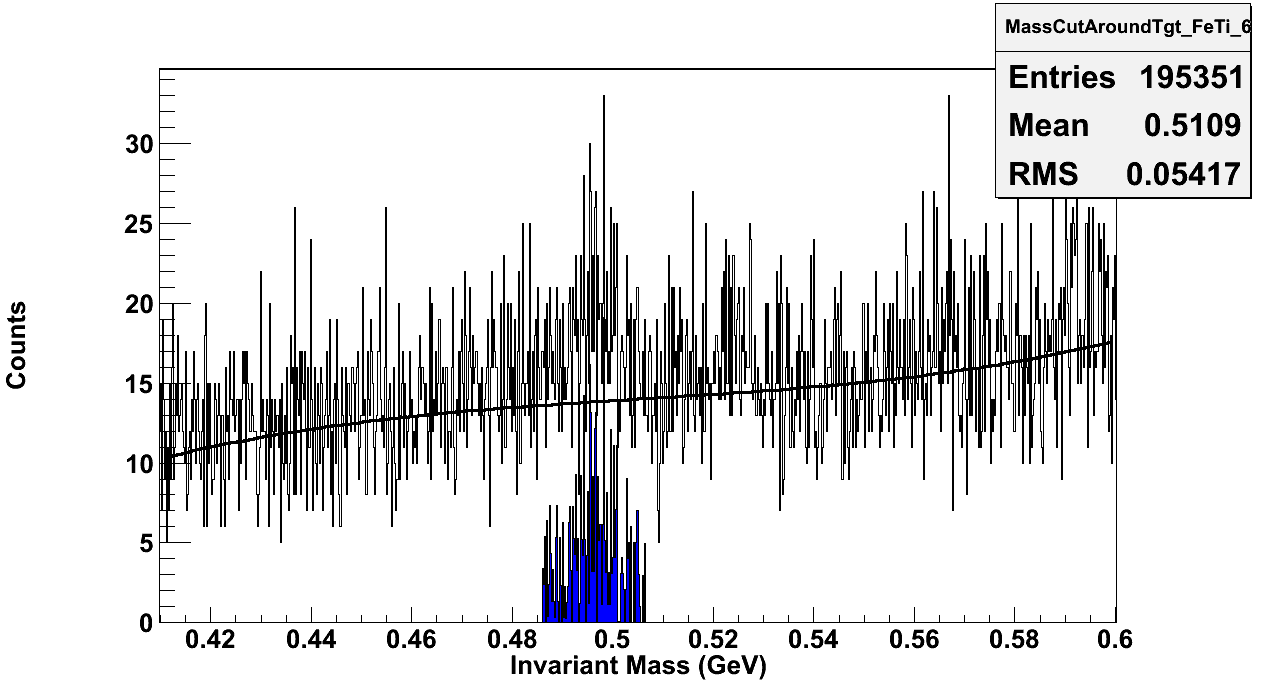 MassCutAroundTgt_FeTi_6
Entries 195351
Mean 0.5109
RMS 0.05417
Counts
30
25
20
15
10
5
0
0.42 0.44 0.46 0.48 0.5 0.52 0.54 0.56 0.58 0.6
Invariant Mass (GeV)